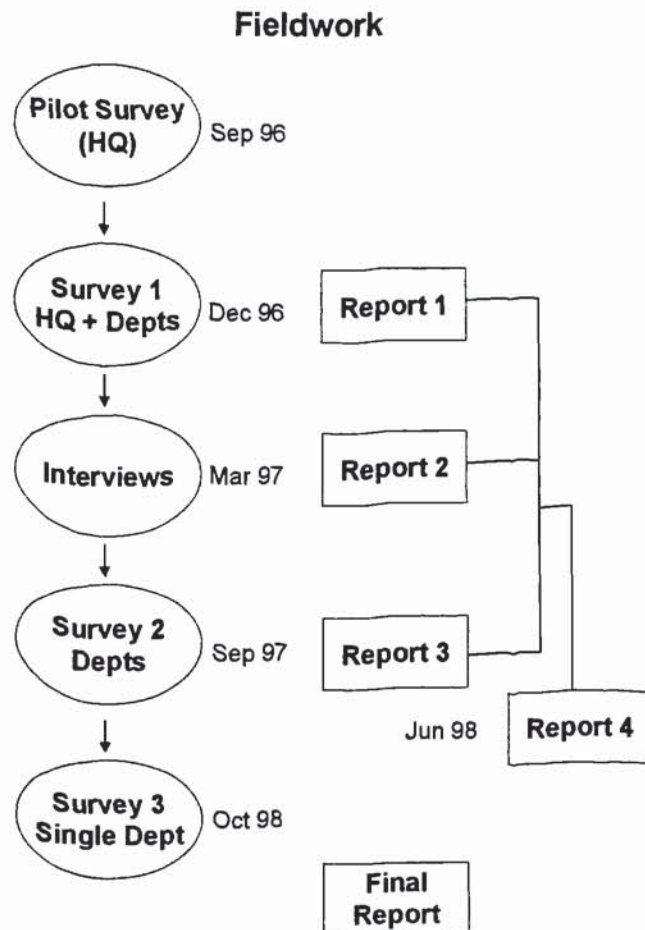 Fieldwork
Pilot Survey
(HQ)
Sep 96
Survey 1
HQ + Depts
Dec 96
Report 1
Interviews
Mar 97
Report 2
Survey 2
Depts
Sep 97
Report 3
Jun 98
Report 4
Survey 3
Single Dept
Oct 98
Final
Report